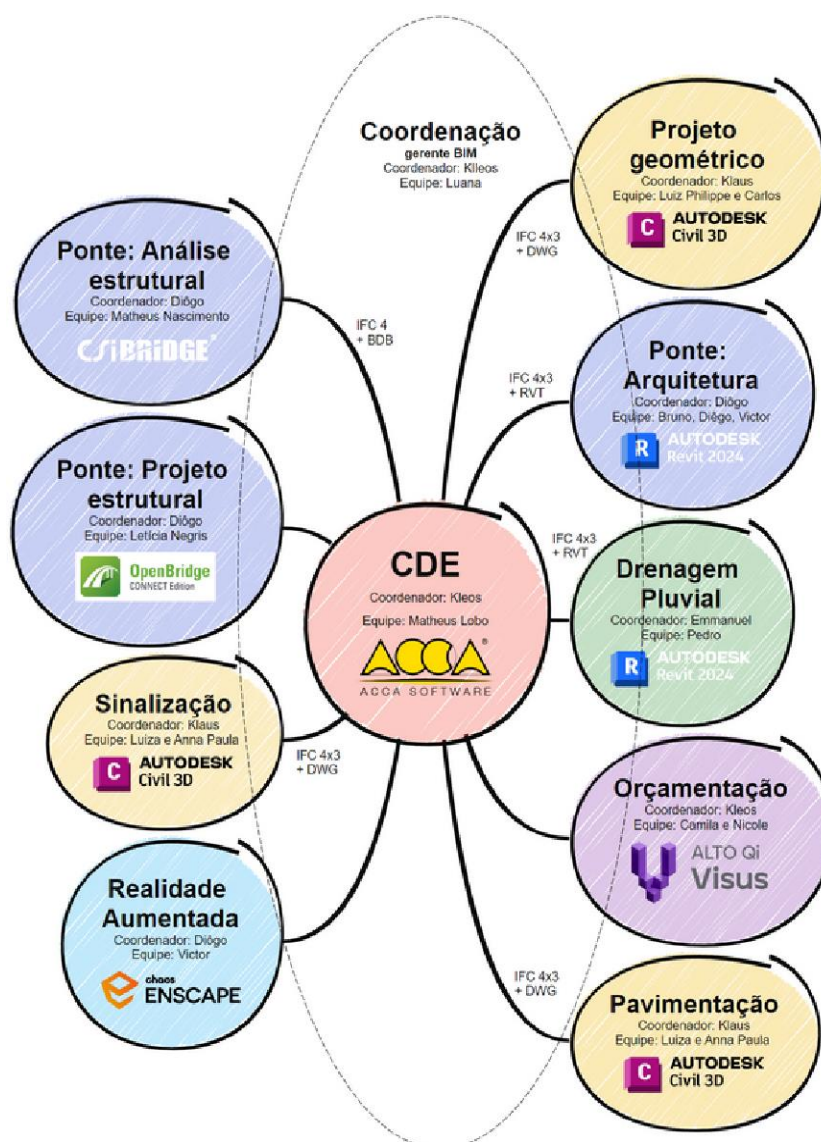 Coordenação
gerente BIM
Coordenador: Klleos
Equipe: Luana
Projeto
geométrico
Coordenador: Klaus
Equipe: Luiz Philippe e Carlos
C AUTODESK
Civil 3D
IFC 4x3
+ DWG
Ponte: Análise
estrutural
Coordenador: Diôgo
Equipe: Matheus Nascimento
CSiBRiDGE®
IFC 4
+ BDB
Ponte:
Arquitetura
Coordenador: Diôgo
Equipe: Bruno, Diêgo, Victor
R AUTODESK
Revit 2024
IFC 4x3
+ RVT
Ponte: Projeto
estrutural
Coordenador: Diôgo
Equipe: Letícia Negris
OpenBridge
CONNECT Edition
CDE
Coordenador: Kleos
Equipe: Matheus Lobo
ACCA®
ACCA SOFTWARE
IFC 4x3
+ RVT
Drenagem
Pluvial
Coordenador: Emmanuel
Equipe: Pedro
R AUTODESK
Revit 2024
Sinalização
Coordenador: Klaus
Equipe: Luiza e Anna Paula
C AUTODESK
Civil 3D
IFC 4x3
+ DWG
Orçamentação
Coordenador: Kleos
Equipe: Camila e Nicole
ALTO Qi
Visus
Realidade
Aumentada
Coordenador: Diôgo
Equipe: Victor
chaos
ENSCAPE
IFC 4x3
+ DWG
Pavimentação
Coordenador: Klaus
Equipe: Luiza e Anna Paula
C AUTODESK
Civil 3D